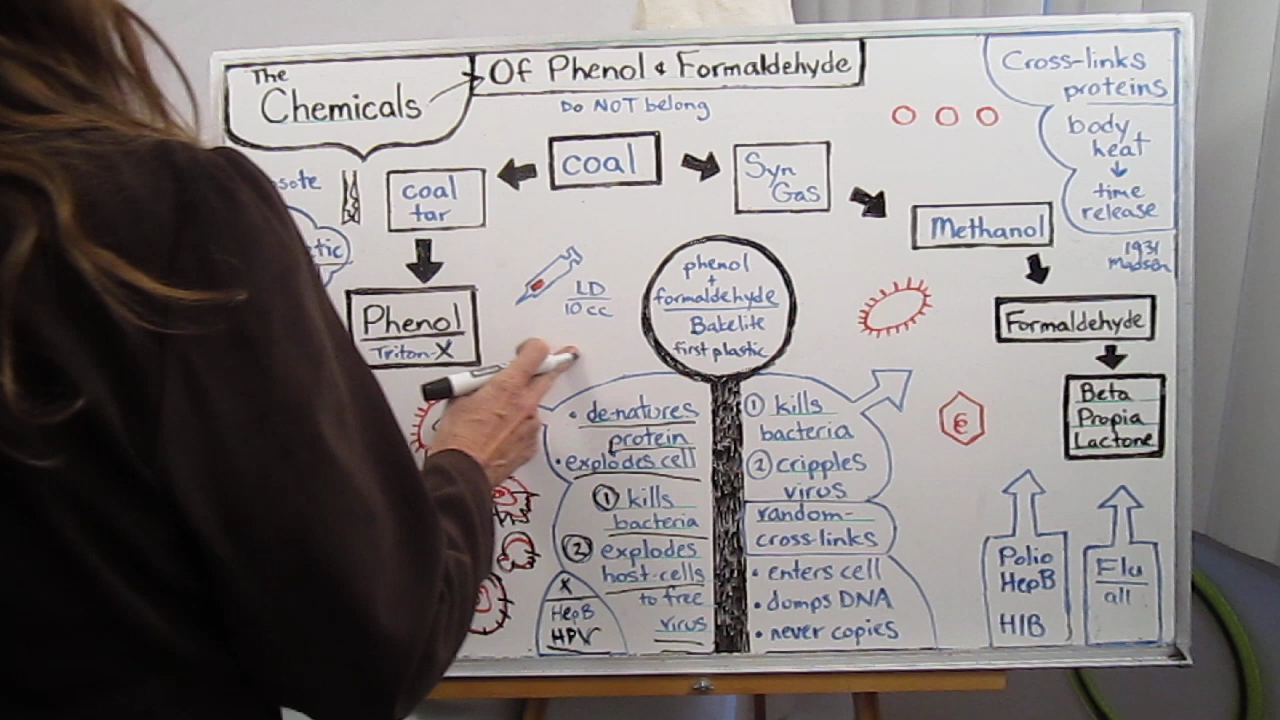 The
Chemicals
Of Phenol & Formaldehyde
Do NOT belong
Cross-links
proteins
body
heat
time
release
1931
Madsen
coal
coal
tar
Syn
Gas
Methanol
Phenol
Triton-X
LD
10cc
phenol
+
formaldehyde
Bakelite
first plastic
Formaldehyde
Beta
Propia
Lactone
• de-natures
protein
• explodes cell
① kills
bacteria
② explodes
host-cells
to free
virus
X
HepB
HPV
① kills
bacteria
② cripples
virus
random-
cross-links
• enters cell
• dumps DNA
• never copies
Polio
HepB
HIB
Flu
all